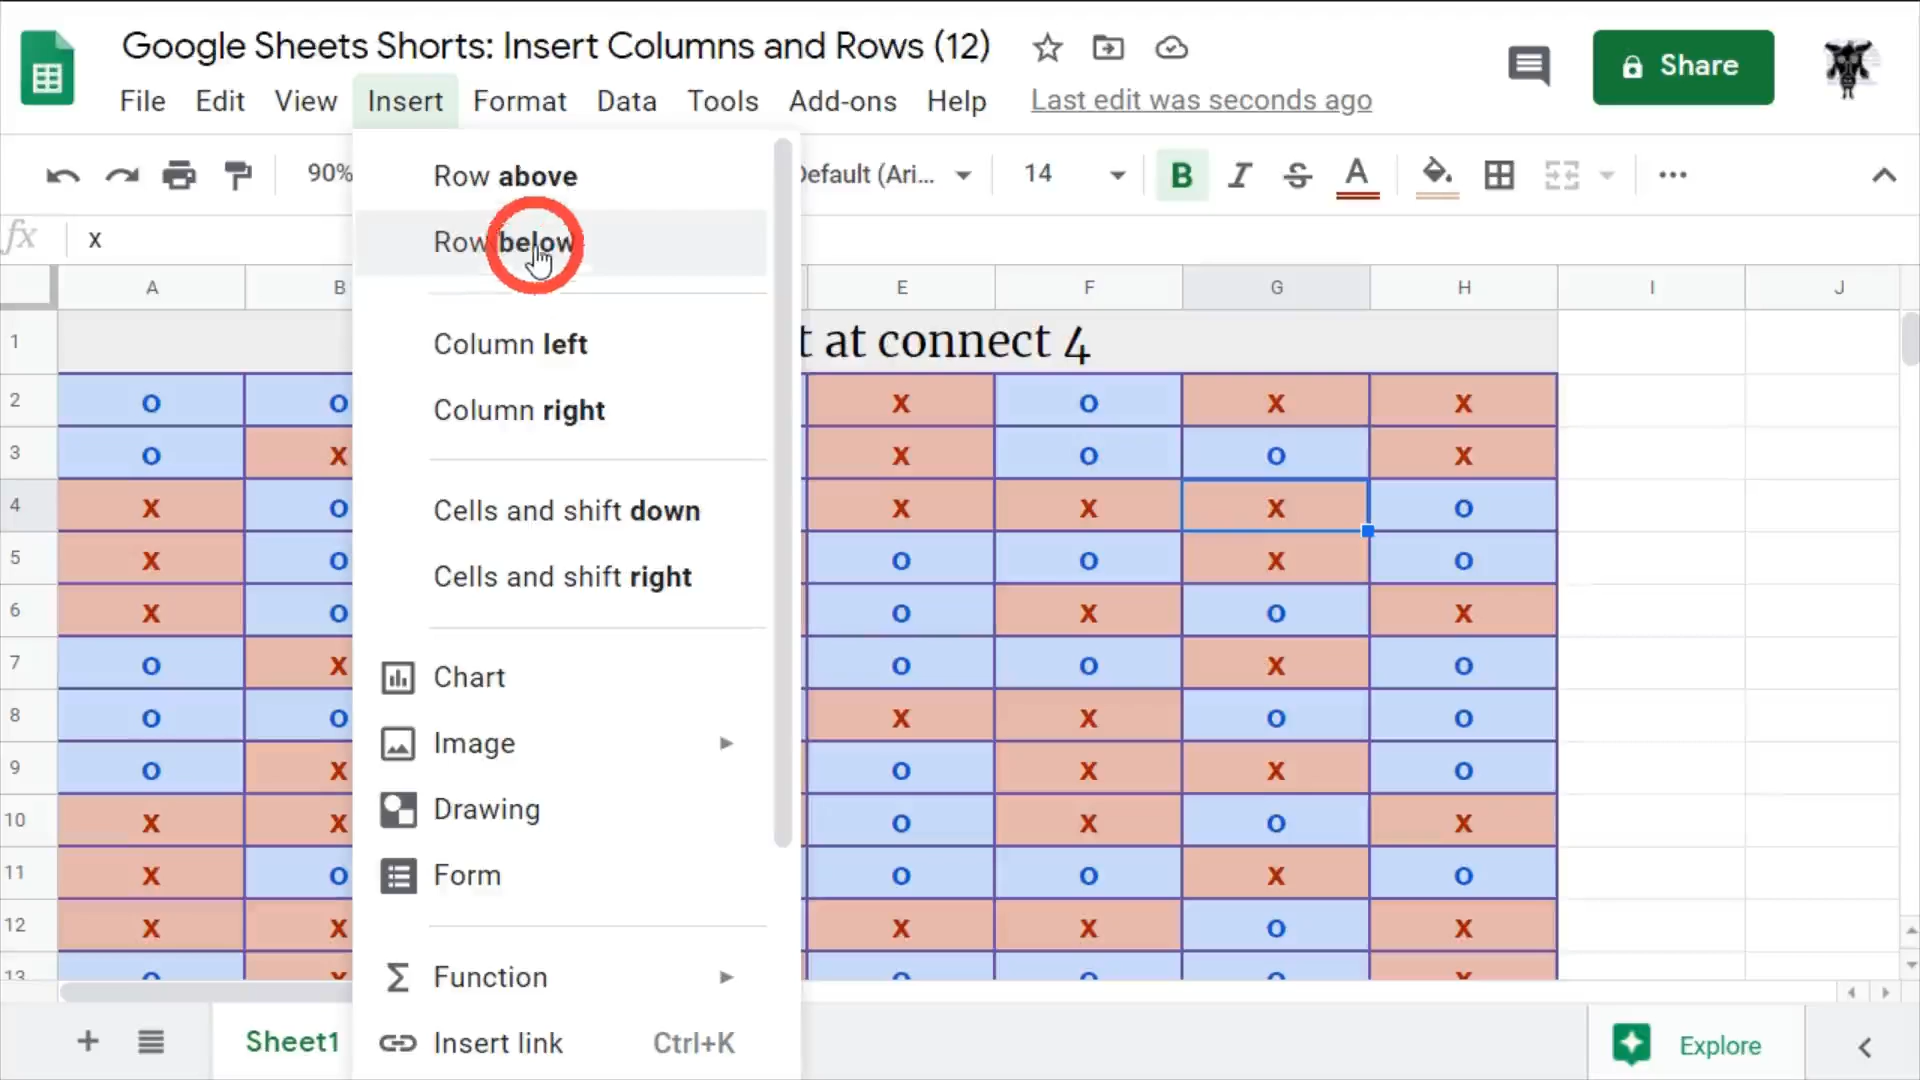 Google Sheets Shorts: Insert Columns and Rows (12)
Share
File Edit View Insert Format Data Tools Add-ons Help Last edit was seconds ago
90% Default (Ari... 14 B I S A
fx x
Row above
Row below
Column left
Column right
Cells and shift down
Cells and shift right
Chart
Image
Drawing
Form
Function
Insert link Ctrl+K
A B E F G H I J
1 t at connect 4
2 o o x o x x
3 o x x o o x
4 x o x x x o
5 x o o o x o
6 x o o x o x
7 o x o o x o
8 o o x x o o
9 o x o x x o
10 x x o x o x
11 x o o o x o
12 x x x x o x
13 o x o o o x
+ Sheet1 Explore